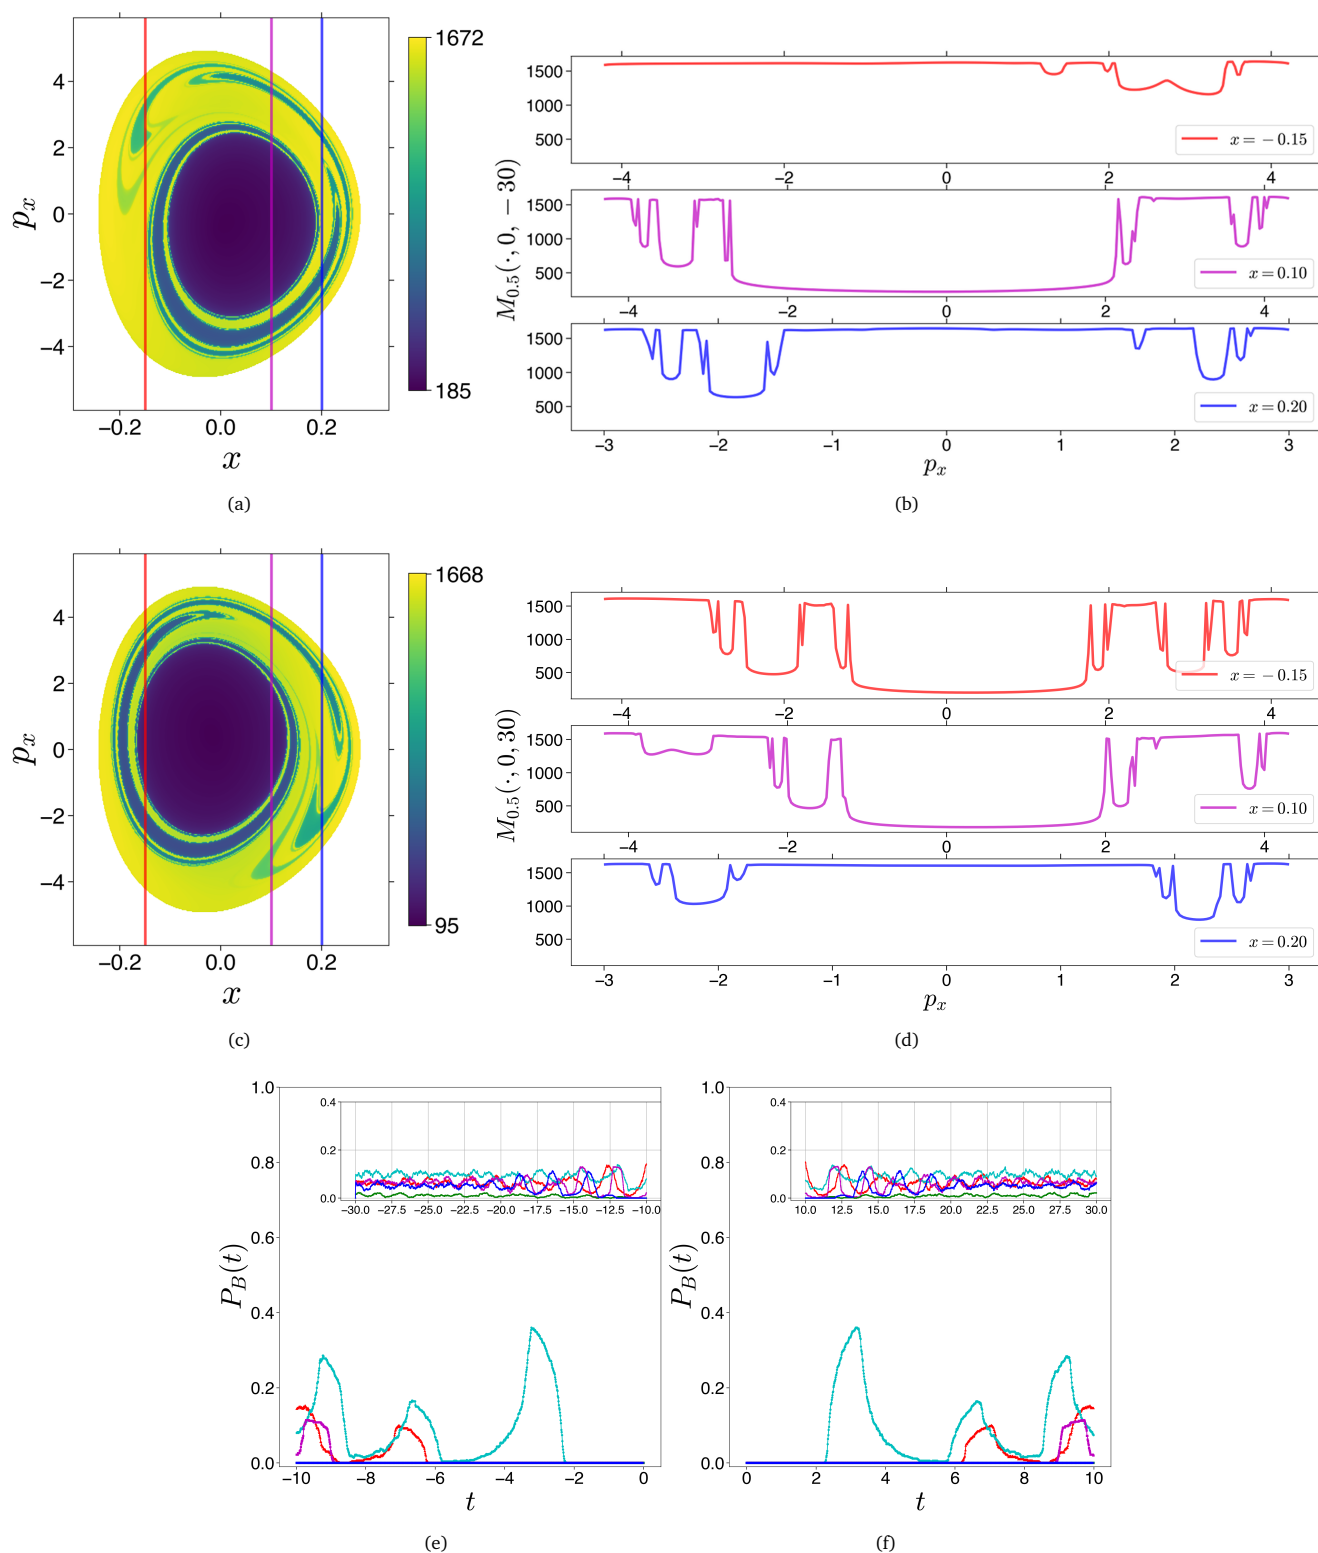 1672
185
4
2
0
−2
−4
p_x
−0.2 0.0 0.2
x
(a)
1500
1000
500
x = −0.15
−4 −2 0 2 4
1500
1000
500
x = 0.10
−4 −2 0 2 4
1500
1000
500
x = 0.20
−3 −2 −1 0 1 2 3
p_x
M_{0.5}(·, 0, −30)
(b)
1668
95
4
2
0
−2
−4
p_x
−0.2 0.0 0.2
x
(c)
1500
1000
500
x = −0.15
−4 −2 0 2 4
1500
1000
500
x = 0.10
−4 −2 0 2 4
1500
1000
500
x = 0.20
−3 −2 −1 0 1 2 3
p_x
M_{0.5}(·, 0, 30)
(d)
1.0
0.8
0.6
0.4
0.2
0.0
P_B(t)
0.4
0.2
0.0
−30.0 −27.5 −25.0 −22.5 −20.0 −17.5 −15.0 −12.5 −10.0
−10 −8 −6 −4 −2 0
t
(e)
1.0
0.8
0.6
0.4
0.2
0.0
P_B(t)
0.4
0.2
0.0
10.0 12.5 15.0 17.5 20.0 22.5 25.0 27.5 30.0
0 2 4 6 8 10
t
(f)